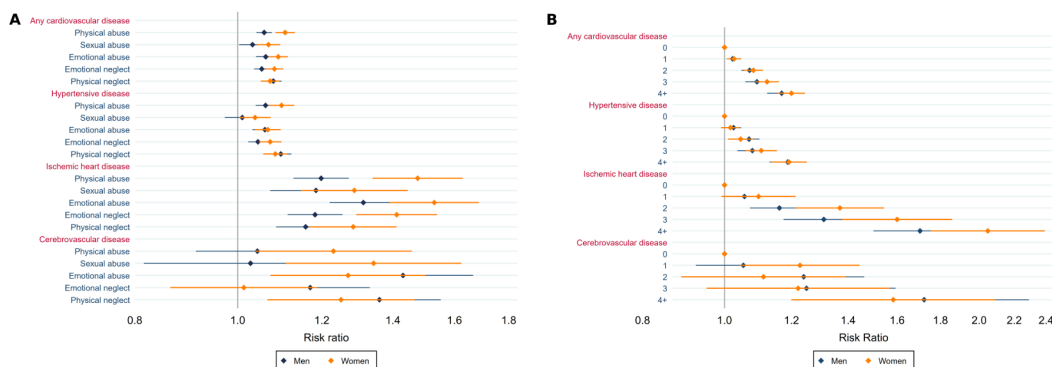 A
Any cardiovascular disease
Physical abuse
Sexual abuse
Emotional abuse
Emotional neglect
Physical neglect
Hypertensive disease
Physical abuse
Sexual abuse
Emotional abuse
Emotional neglect
Physical neglect
Ischemic heart disease
Physical abuse
Sexual abuse
Emotional abuse
Emotional neglect
Physical neglect
Cerebrovascular disease
Physical abuse
Sexual abuse
Emotional abuse
Emotional neglect
Physical neglect
0.8 1.0 1.2 1.4 1.6 1.8
Risk ratio
Men Women
B
Any cardiovascular disease
0
1
2
3
4+
Hypertensive disease
0
1
2
3
4+
Ischemic heart disease
0
1
2
3
4+
Cerebrovascular disease
0
1
2
3
4+
0.8 1.0 1.2 1.4 1.6 1.8 2.0 2.2 2.4
Risk Ratio
Men Women